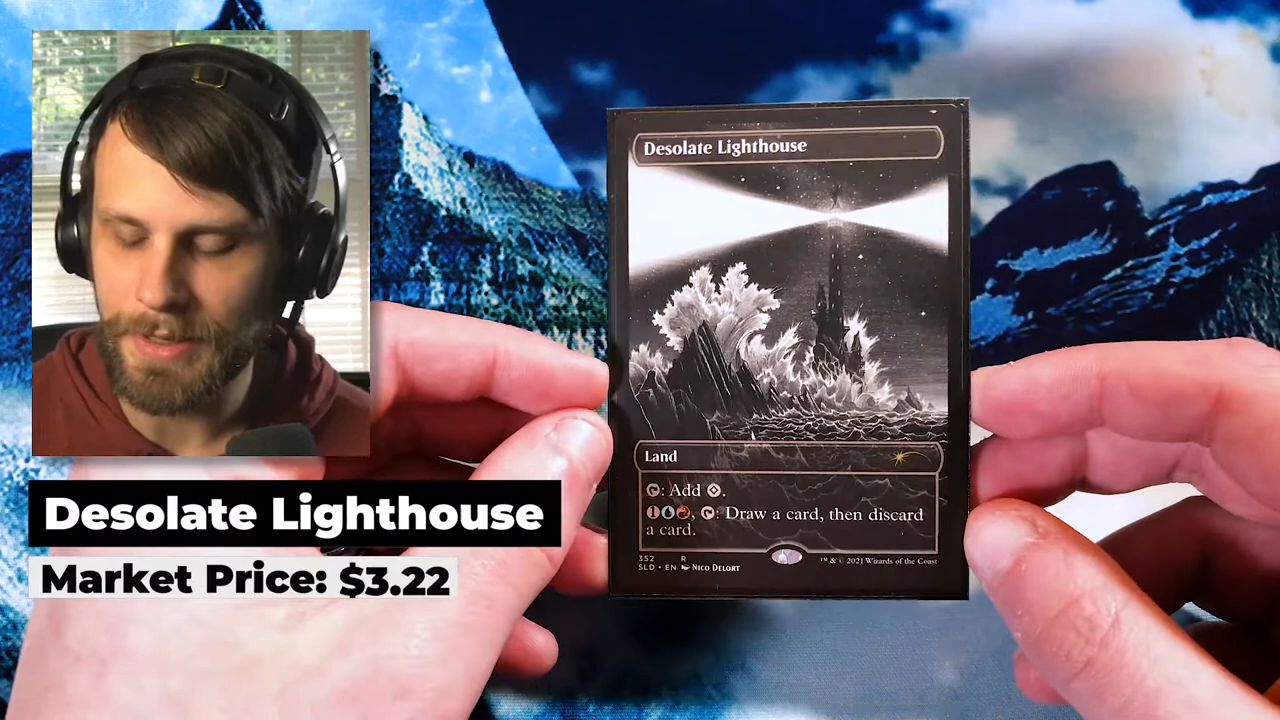 Desolate Lighthouse
Land
: Add .
1, : Draw a card, then discard
a card.
352 R
SLD • EN Nico Delort
™ & © 2021 Wizards of the Coast
Desolate Lighthouse
Market Price: $3.22